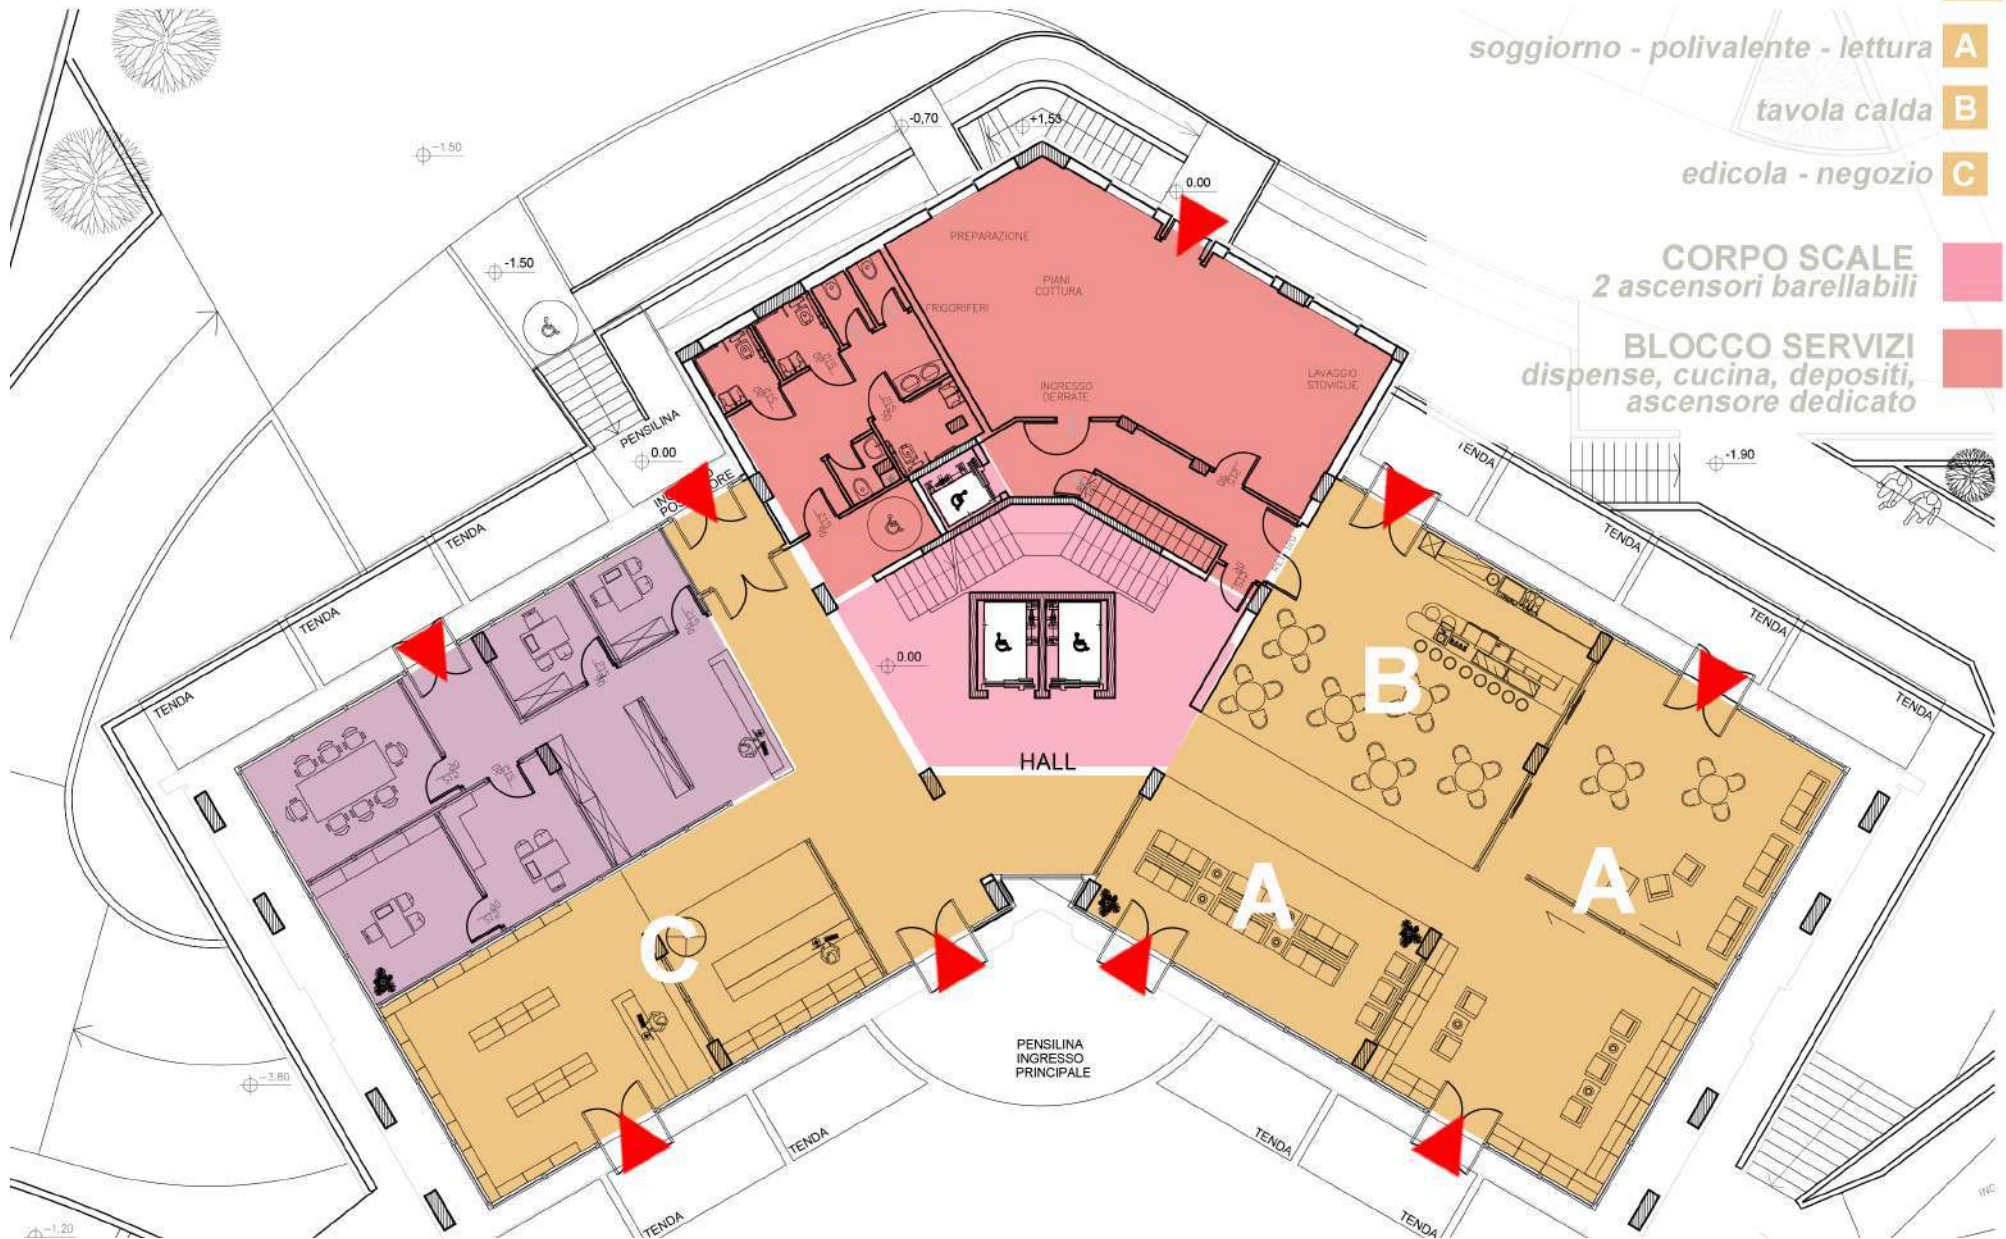 soggiorno - polivalente - lettura A
tavola calda B
edicola - negozio C
CORPO SCALE
2 ascensori barellabili
BLOCCO SERVIZI
dispense, cucina, depositi,
ascensore dedicato
-0,70
+1,53
-1.50
0.00
-1.50
PREPARAZIONE
PIANI
COTTURA
FRIGORIFERI
INGRESSO
DERRATE
LAVAGGIO
STOVIGLIE
PENSILINA
0.00
TENDA
-1.90
TENDA
TENDA
TENDA
TENDA
TENDA
TENDA
TENDA
0.00
B
HALL
A
A
C
PENSILINA
INGRESSO
PRINCIPALE
-3.80
TENDA
TENDA
TENDA
TENDA
-1.20